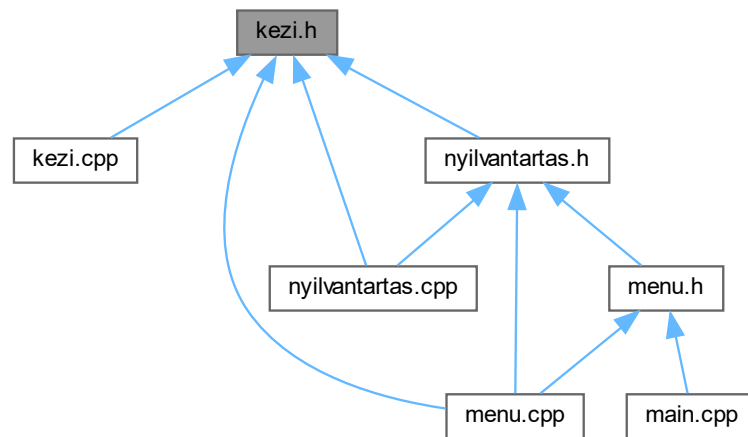 kezi.h
kezi.cpp
nyilvantartas.h
nyilvantartas.cpp
menu.h
menu.cpp
main.cpp